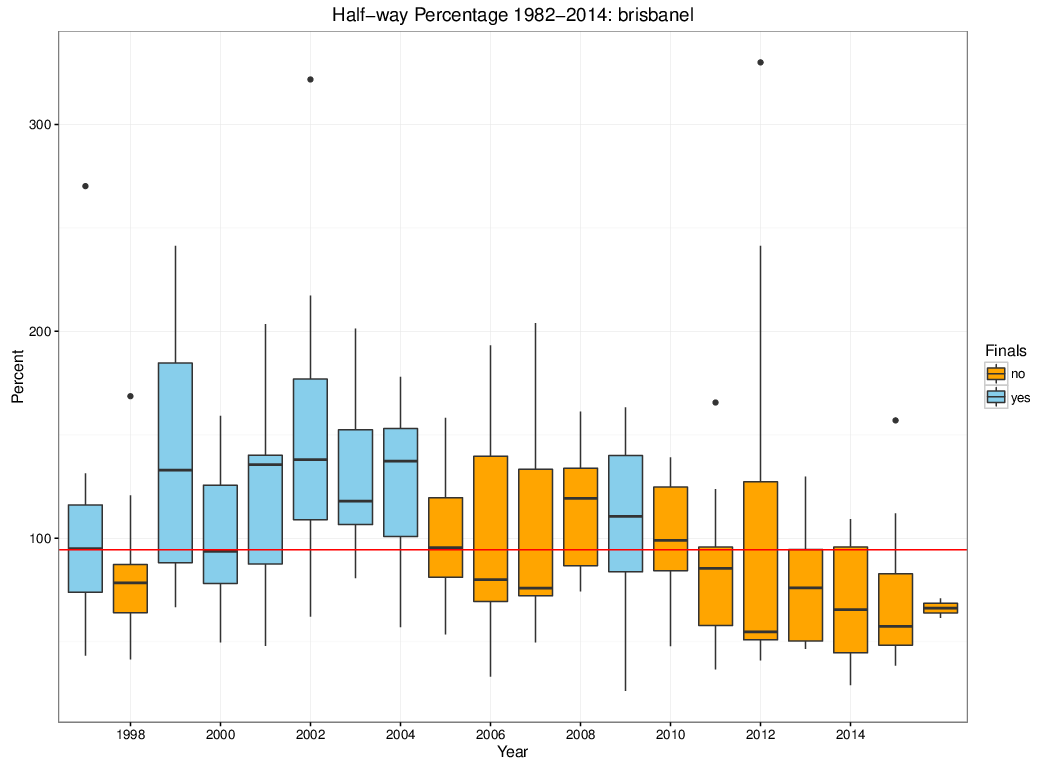 Half−way Percentage 1982−2014: brisbanel
300
200
100
Percent
1998 2000 2002 2004 2006 2008 2010 2012 2014
Year
Finals
no
yes